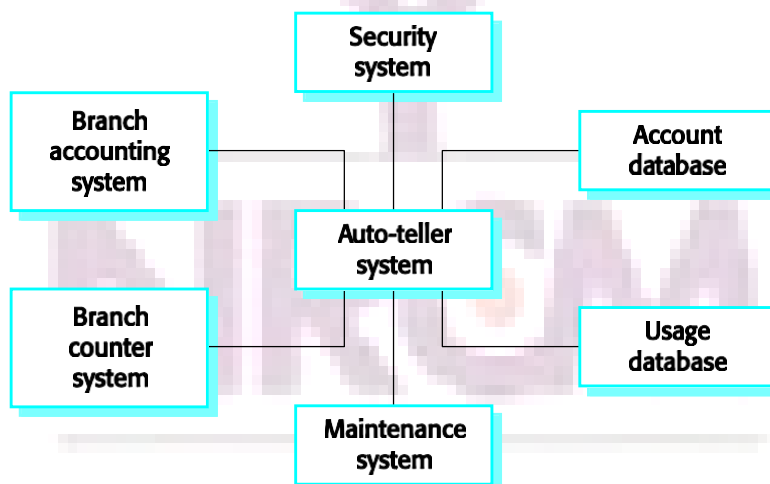 Security
system
Branch
accounting
system
Account
database
Auto-teller
system
Branch
counter
system
Usage
database
Maintenance
system